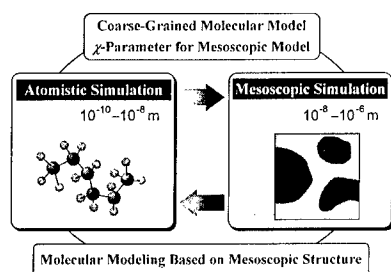 Coarse-Grained Molecular Model
χ-Parameter for Mesoscopic Model
Atomistic Simulation
10⁻¹⁰–10⁻⁸ m
Mesoscopic Simulation
10⁻⁸–10⁻⁶ m
Molecular Modeling Based on Mesoscopic Structure